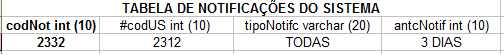 TABELA DE NOTIFICAÇÕES DO SISTEMA
codNot int (10) #codUS int (10) tipoNotifc varchar (20) antcNotif int (10)
2332 2312 TODAS 3 DIAS